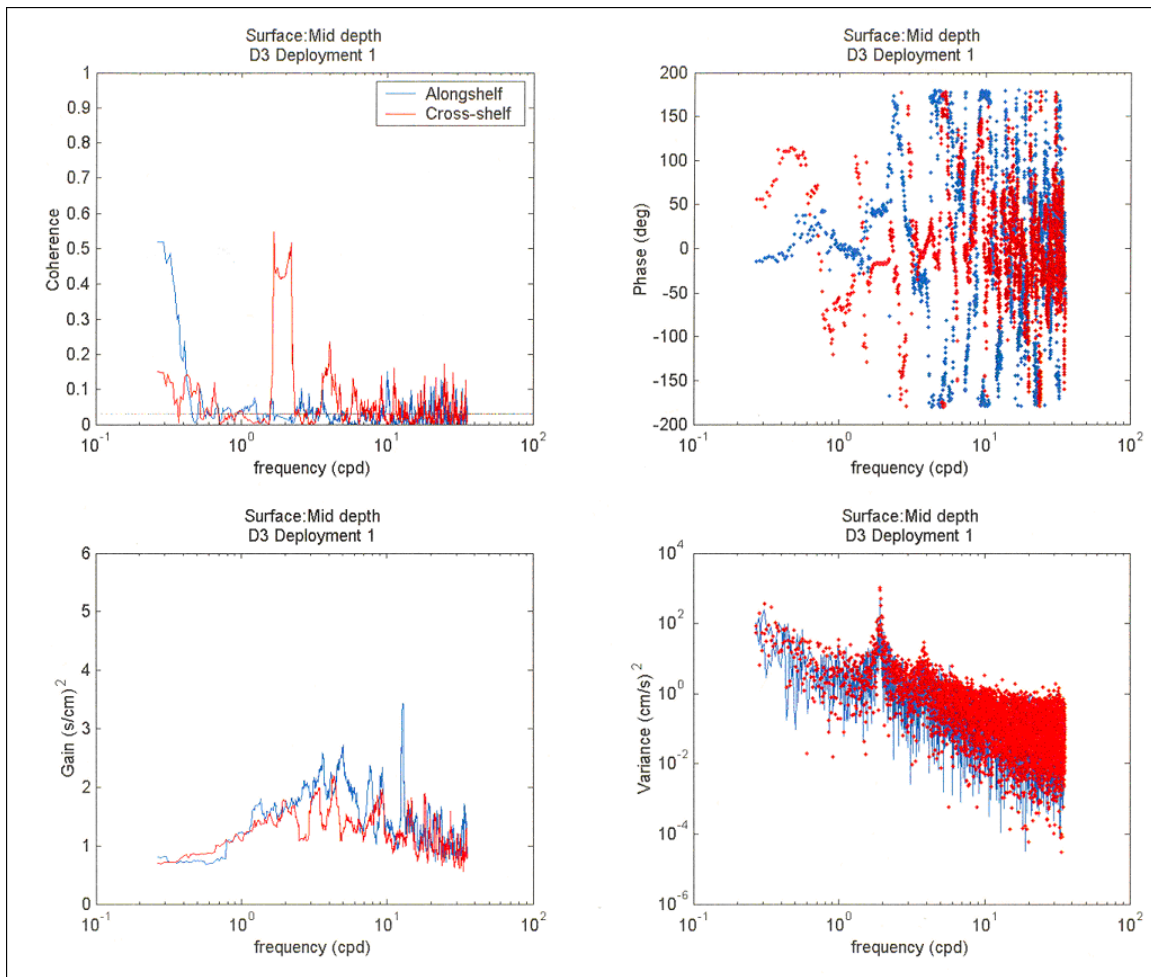 Surface:Mid depth
D3 Deployment 1
1
0.9
0.8
0.7
0.6
0.5
0.4
0.3
0.2
0.1
0
Coherence
Alongshelf
Cross-shelf
10^-1
10^0
10^1
10^2
frequency (cpd)
Surface:Mid depth
D3 Deployment 1
200
150
100
50
0
-50
-100
-150
-200
Phase (deg)
10^-1
10^0
10^1
10^2
frequency (cpd)
Surface:Mid depth
D3 Deployment 1
6
5
4
3
2
1
0
Gain (s/cm)^2
10^-1
10^0
10^1
10^2
frequency (cpd)
Surface:Mid depth
D3 Deployment 1
10^4
10^2
10^0
10^-2
10^-4
10^-6
Variance (cm/s)^2
10^-1
10^0
10^1
10^2
frequency (cpd)